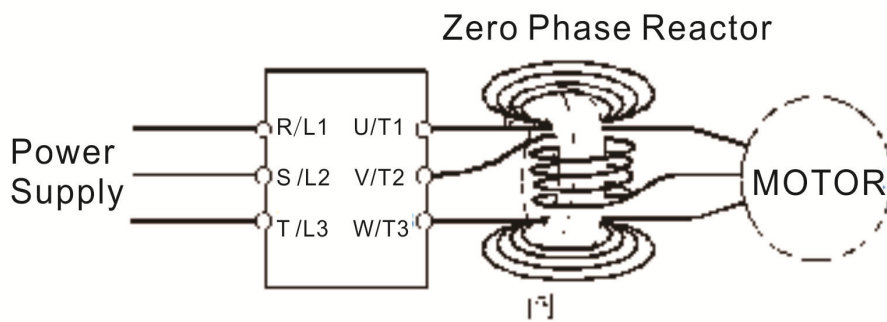 Zero Phase Reactor
R/L1 U/T1
Power
Supply
S/L2 V/T2
MOTOR
T/L3 W/T3